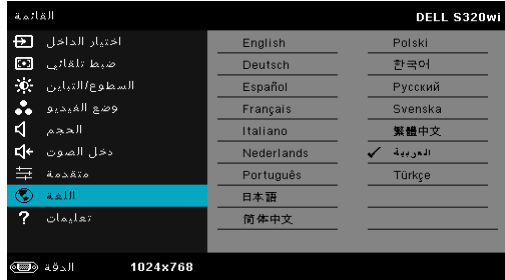 القائمة
DELL S320wi
اختيار الداخل
ضبط تلقائي
السطوع/التباين
وضع الفيديو
الحجم
دخل الصوت
متقدمة
اللغة
تعليمات
English
Deutsch
Español
Français
Italiano
Nederlands
Português
日本語
简体中文
Polski
한국어
Русский
Svenska
繁體中文
العربية
Türkçe
الدقة 1024x768